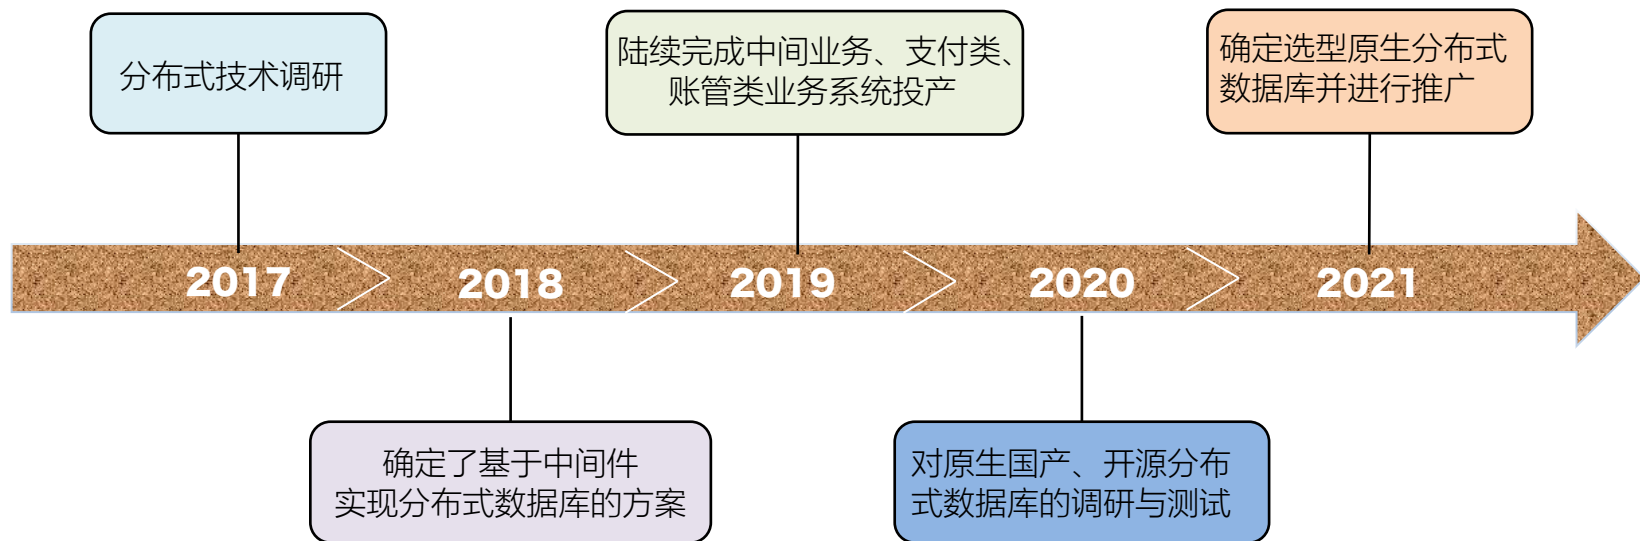 分布式技术调研
陆续完成中间业务、支付类、
账管类业务系统投产
确定选型原生分布式
数据库并进行推广
2017
2018
2019
2020
2021
确定了基于中间件
实现分布式数据库的方案
对原生国产、开源分布
式数据库的调研与测试